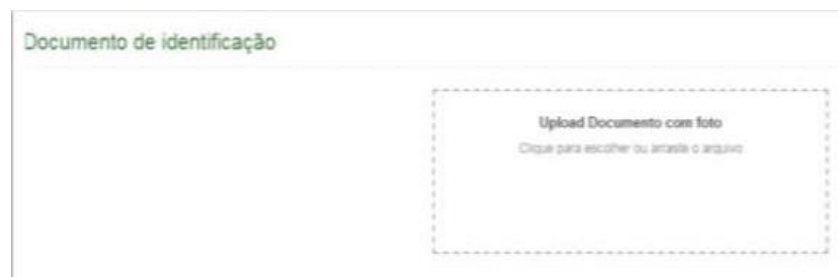 Documento de identificação
Upload Documento com foto
Clique para escolher ou arraste o arquivo